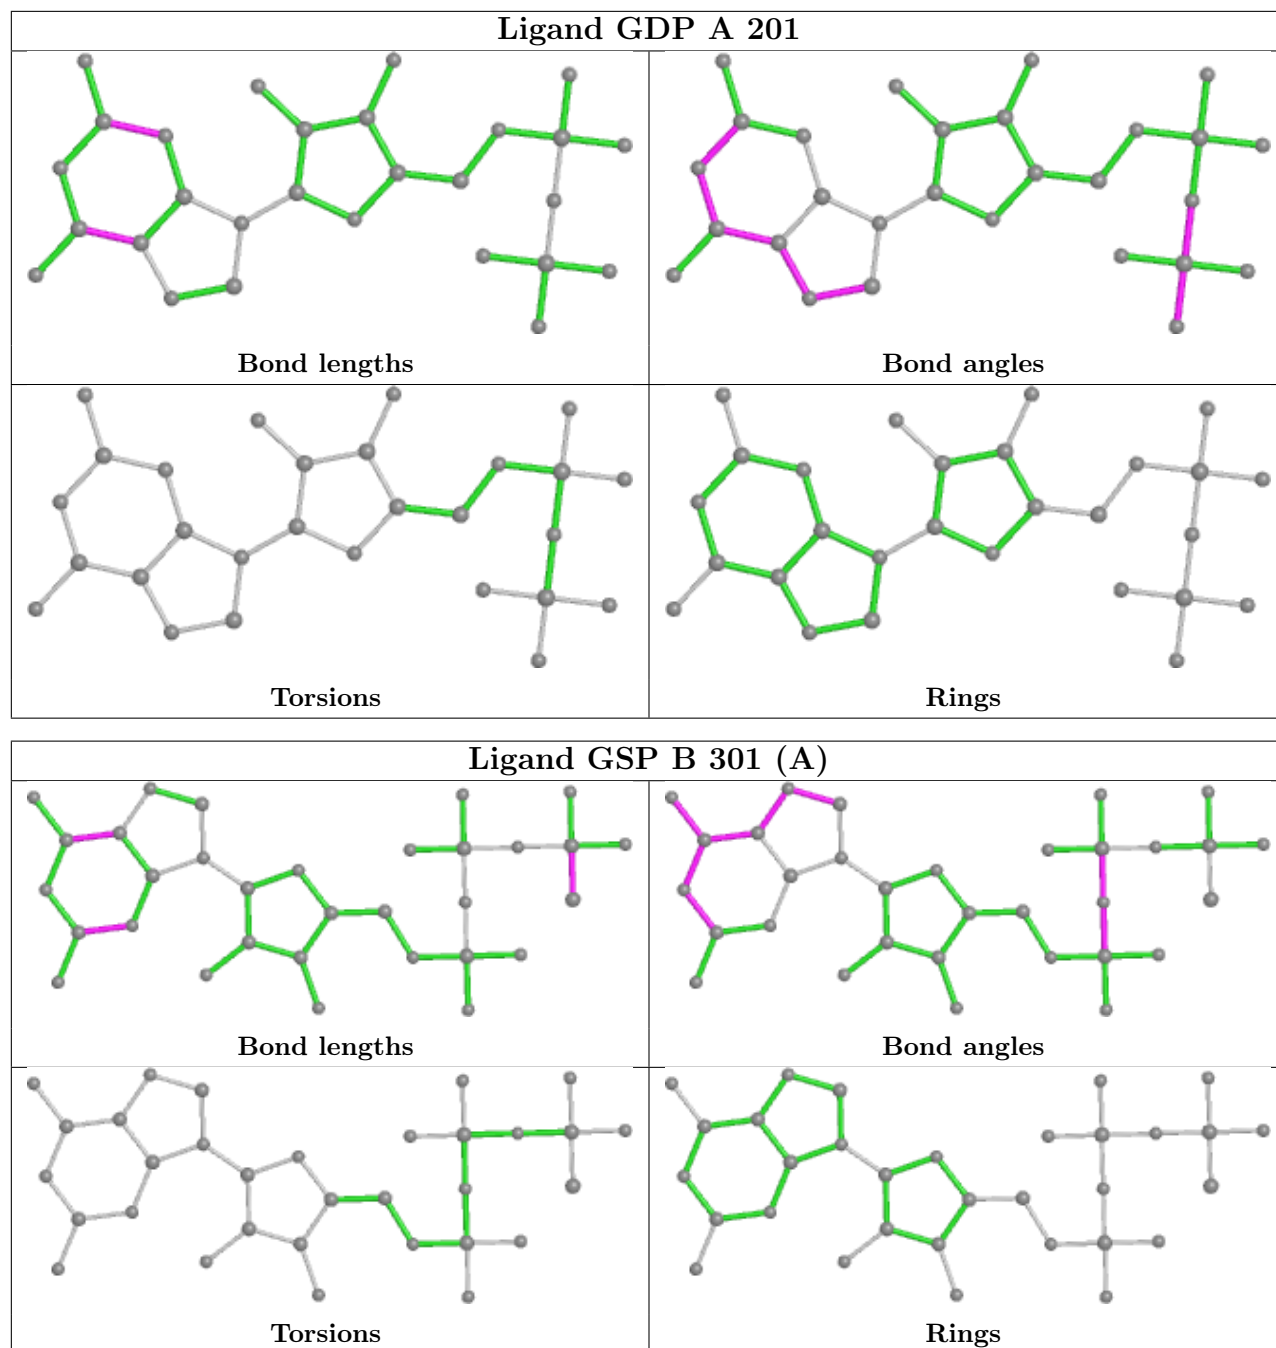 Ligand GDP A 201
Bond lengths
Bond angles
Torsions
Rings
Ligand GSP B 301 (A)
Bond lengths
Bond angles
Torsions
Rings